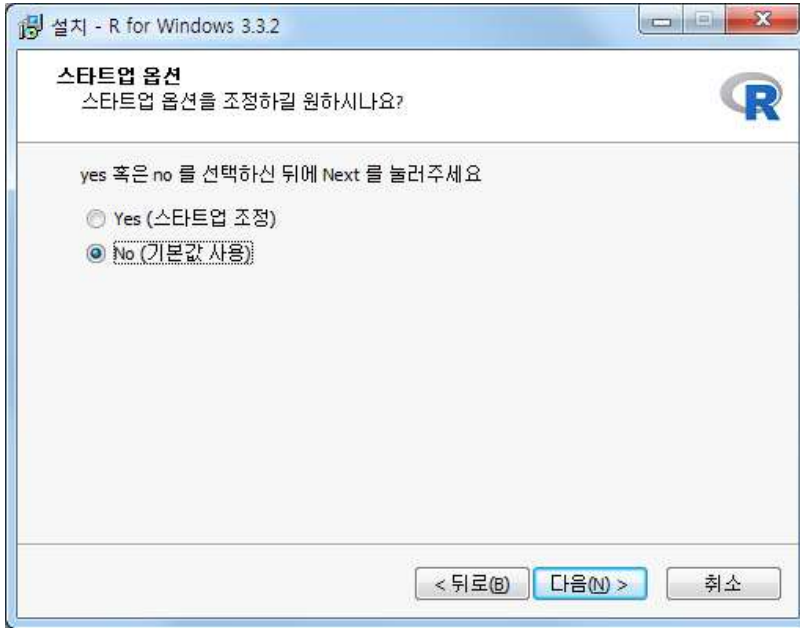 설치 - R for Windows 3.3.2
스타트업 옵션
스타트업 옵션을 조정하길 원하시나요?
R
yes 혹은 no 를 선택하신 뒤에 Next 를 눌러주세요
Yes (스타트업 조정)
No (기본값 사용)
< 뒤로(B) 다음(N) > 취소